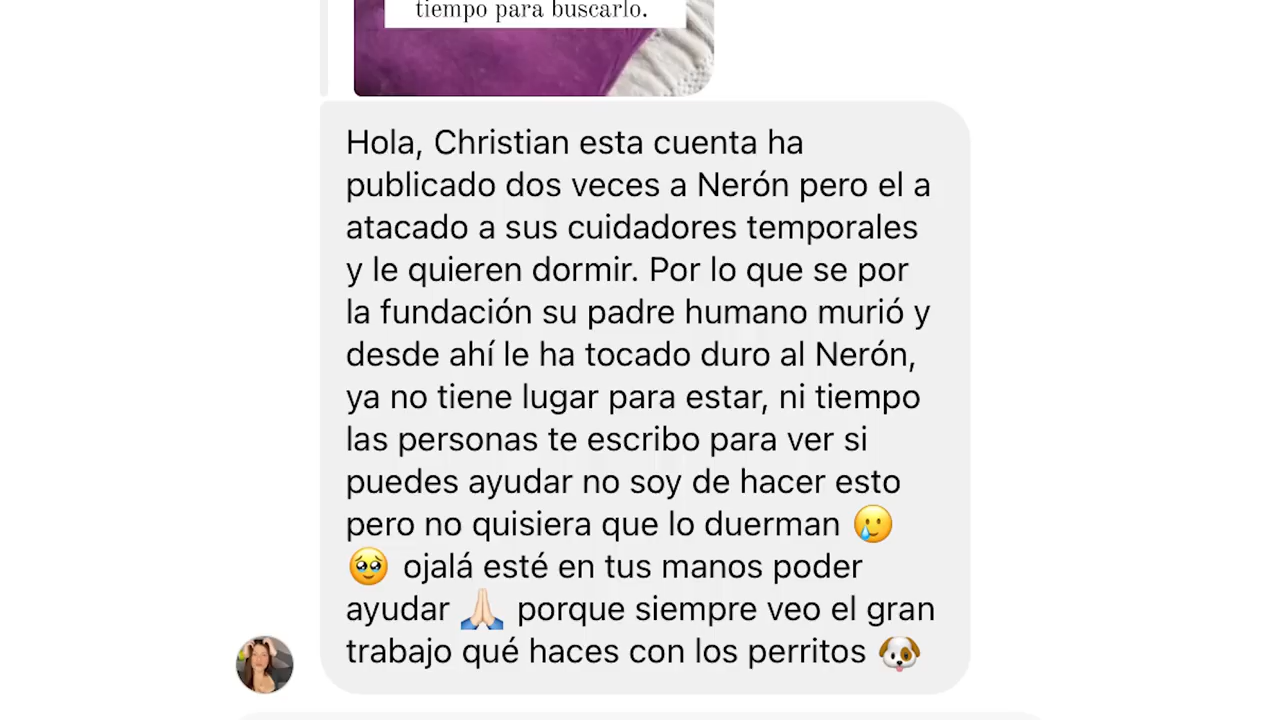 tiempo para buscarlo.
Hola, Christian esta cuenta ha
publicado dos veces a Nerón pero el a
atacado a sus cuidadores temporales
y le quieren dormir. Por lo que se por
la fundación su padre humano murió y
desde ahí le ha tocado duro al Nerón,
ya no tiene lugar para estar, ni tiempo
las personas te escribo para ver si
puedes ayudar no soy de hacer esto
pero no quisiera que lo duerman 🥲
🥹 ojalá esté en tus manos poder
ayudar 🙏🏻 porque siempre veo el gran
trabajo qué haces con los perritos 🐶